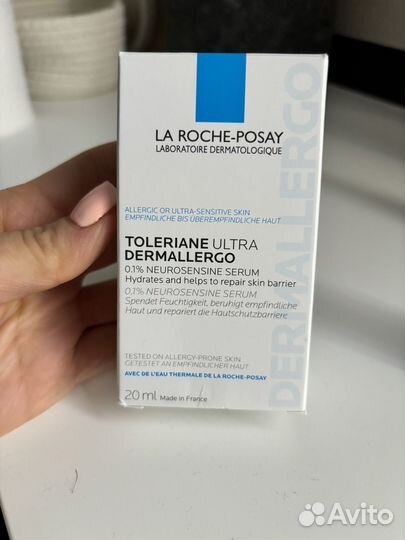 LA ROCHE-POSAY
LABORATOIRE DERMATOLOGIQUE
DERMALLERGO
ALLERGIC OR ULTRA-SENSITIVE SKIN
EMPFINDLICHE BIS ÜBEREMPFINDLICHE HAUT
TOLERIANE ULTRA
DERMALLERGO
0.1% NEUROSENSINE SERUM
Hydrates and helps to repair skin barrier
0.1% NEUROSENSINE SERUM
Spendet Feuchtigkeit, beruhigt empfindliche
Haut und repariert die Hautschutzbarriere
TESTED ON ALLERGY-PRONE SKIN
GETESTET AN EMPFINDLICHER HAUT
AVEC DE L'EAU THERMALE DE LA ROCHE-POSAY
20 ml Made in France
Avito